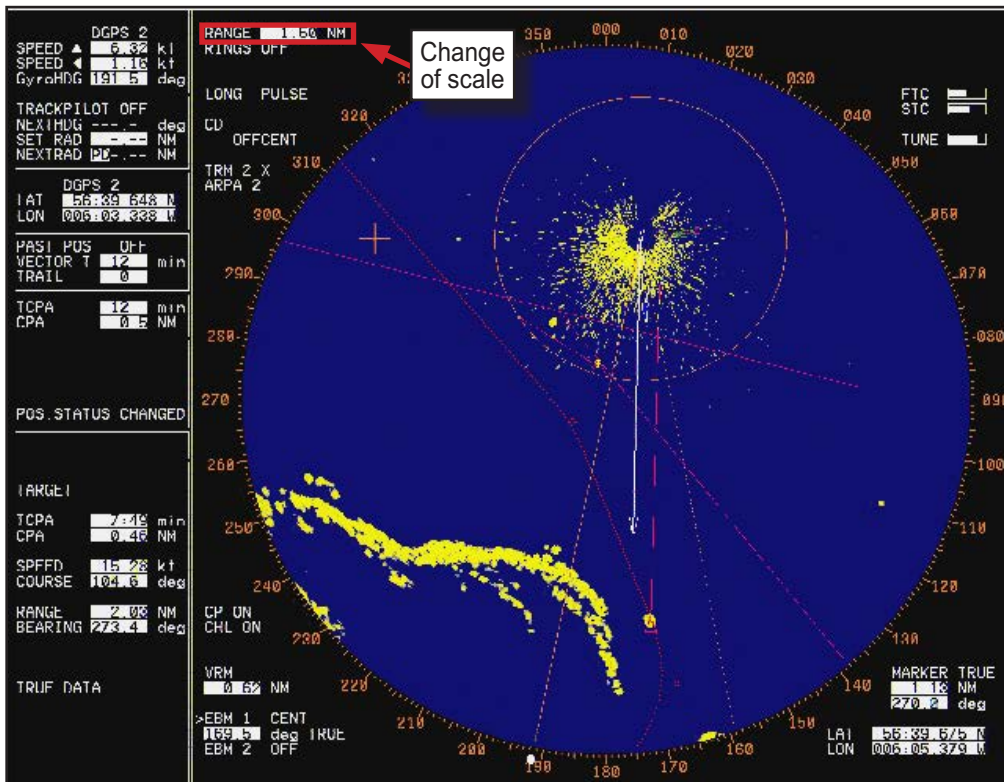 DGPS 2
SPEED ▲ 6.32 kt
SPEED ◀ 1.16 kt
GyroHDG 191.5 deg
TRACKPILOT OFF
NEXTHDG ---.- deg
SET RAD -.-- NM
NEXTRAD PD-.-- NM
DGPS 2
LAT 56:39.648 N
LON 006:03.338 W
PAST POS OFF
VECTOR T 12 min
TRAIL 0
TCPA 12 min
CPA 0.5 NM
POS.STATUS CHANGED
TARGET
TCPA 7:49 min
CPA 0.46 NM
SPEED 15.28 kt
COURSE 104.6 deg
RANGE 2.03 NM
BEARING 273.4 deg
TRUE DATA
RANGE 1.60 NM
RINGS OFF
Change
of scale
LONG PULSE
CD
OFFCENT
TRM 2 X
ARPA 2
FTC
STC
TUNE
350 000 010
020
030
040
050
060
070
080
090
100
110
120
130
140
150
160
170
180
190
200
210
220
230
240
250
260
270
280
290
300
310
320
CP ON
CHL ON
VRM
0.62 NM
>EBM 1 CENT
169.5 deg TRUE
EBM 2 OFF
MARKER TRUE
1.13 NM
270.2 deg
LAT 56:39.675 N
LON 006:05.379 W